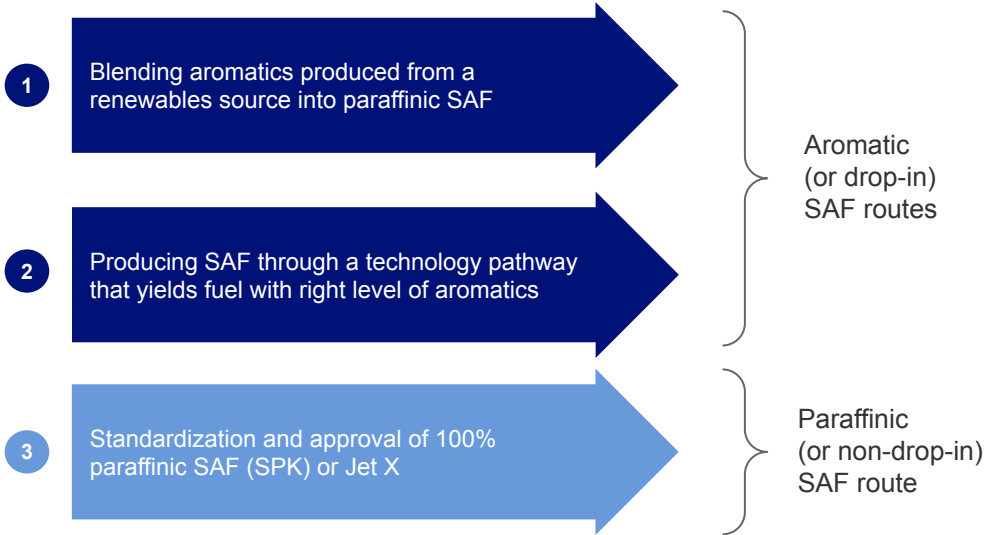 1
Blending aromatics produced from a
renewables source into paraffinic SAF
Aromatic
(or drop-in)
SAF routes
2
Producing SAF through a technology pathway
that yields fuel with right level of aromatics
3
Standardization and approval of 100%
paraffinic SAF (SPK) or Jet X
Paraffinic
(or non-drop-in)
SAF route